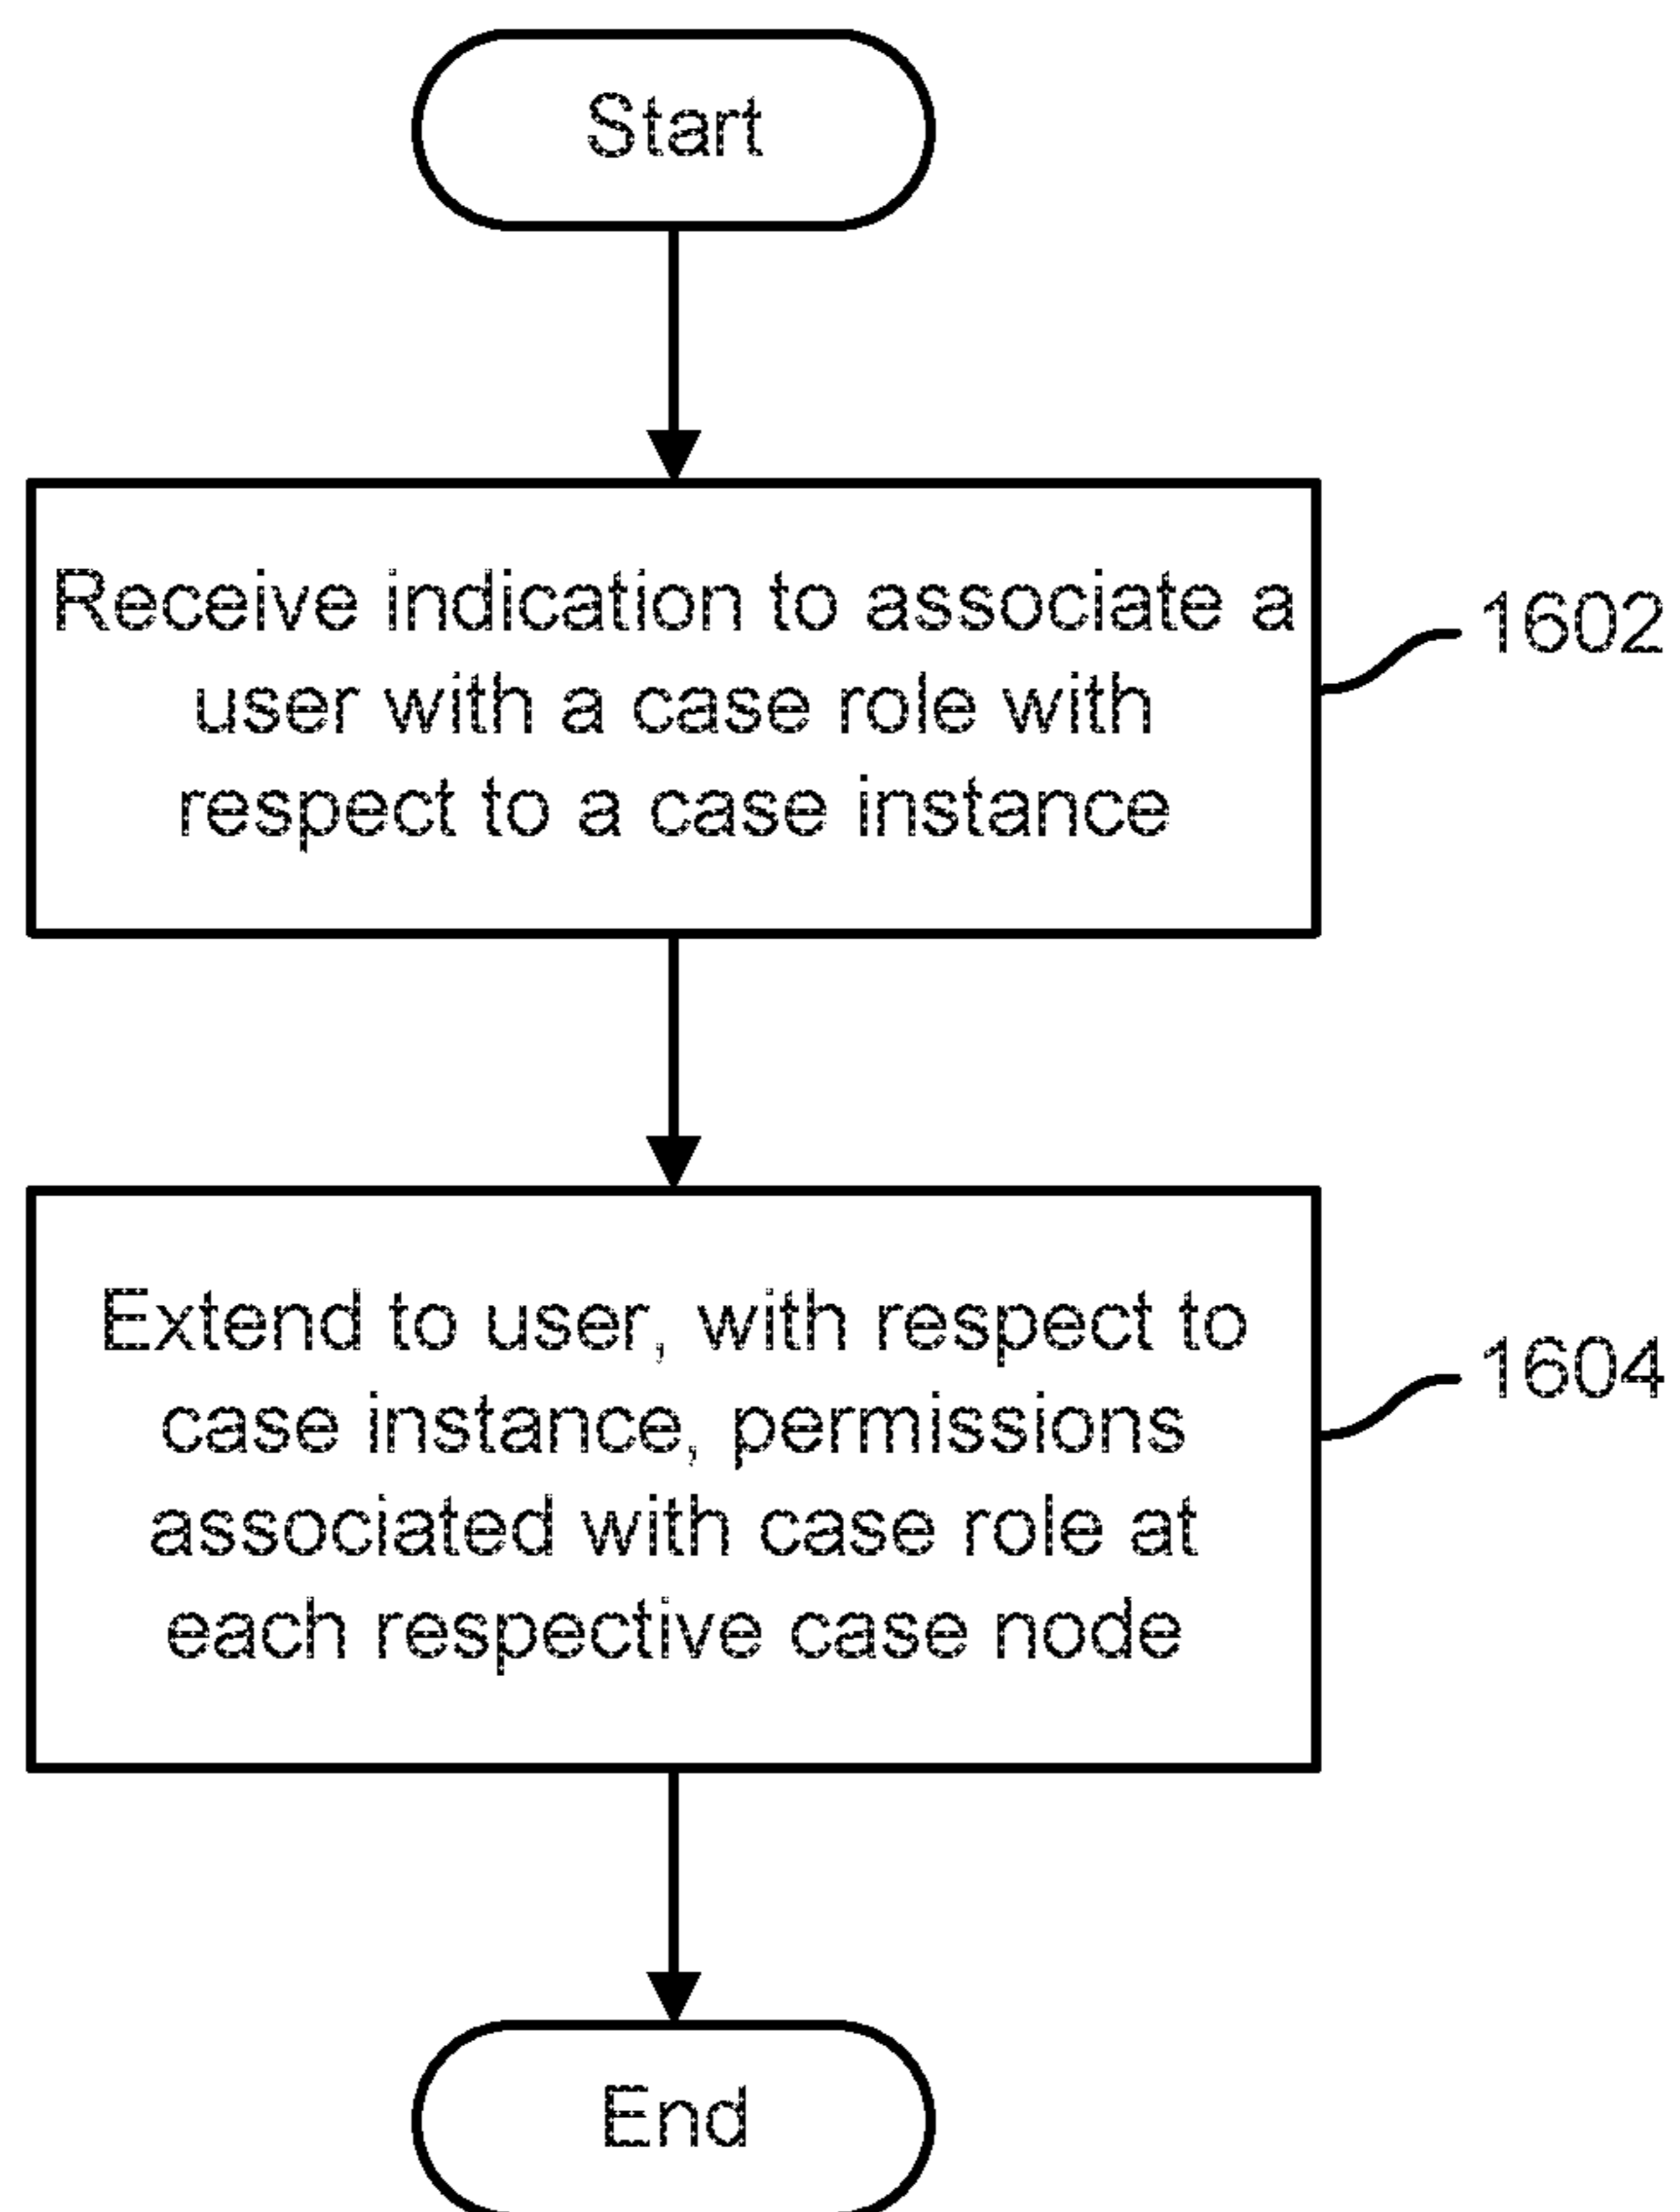 Start
Receive indication to associate a
user with a case role with
respect to a case instance
1602
Extend to user, with respect to
case instance, permissions
associated with case role at
each respective case node
1604
End